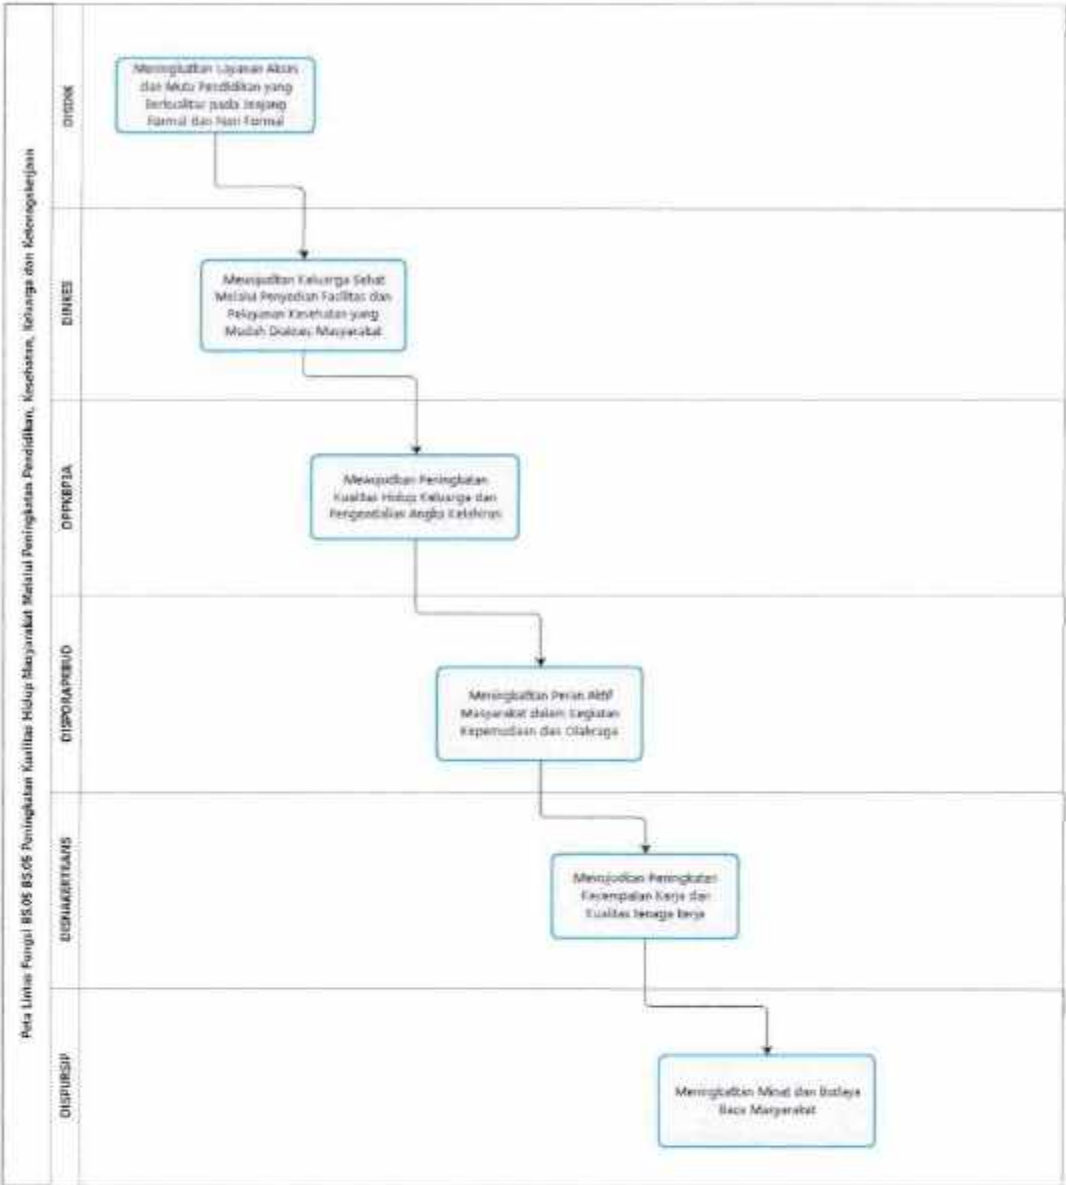 Peta Lintas Fungsi BS.05 BS.05 Peningkatan Kualitas Hidup Masyarakat Melalui Peningkatan Pendidikan, Kesehatan, Keluarga dan Ketenagakerjaan
DISDIK
Meningkatkan Layanan Akses
dan Mutu Pendidikan yang
Berkualitas pada Jenjang
Formal dan Non Formal
DINKES
Mewujudkan Keluarga Sehat
Melalui Penyedian Fasilitas dan
Pelayanan Kesehatan yang
Mudah Diakses Masyarakat
DPPKBP3A
Mewujudkan Peningkatan
Kualitas Hidup Keluarga dan
Pengendalian Angka Kelahiran
DISPORAPARBUD
Meningkatkan Peran Aktif
Masyarakat dalam Kegiatan
Kepemudaan dan Olahraga
DISNAKERTRANS
Mewujudkan Peningkatan
Kesempatan Kerja dan
Kualitas tenaga kerja
DISPURSIP
Meningkatkan Minat dan Budaya
Baca Masyarakat